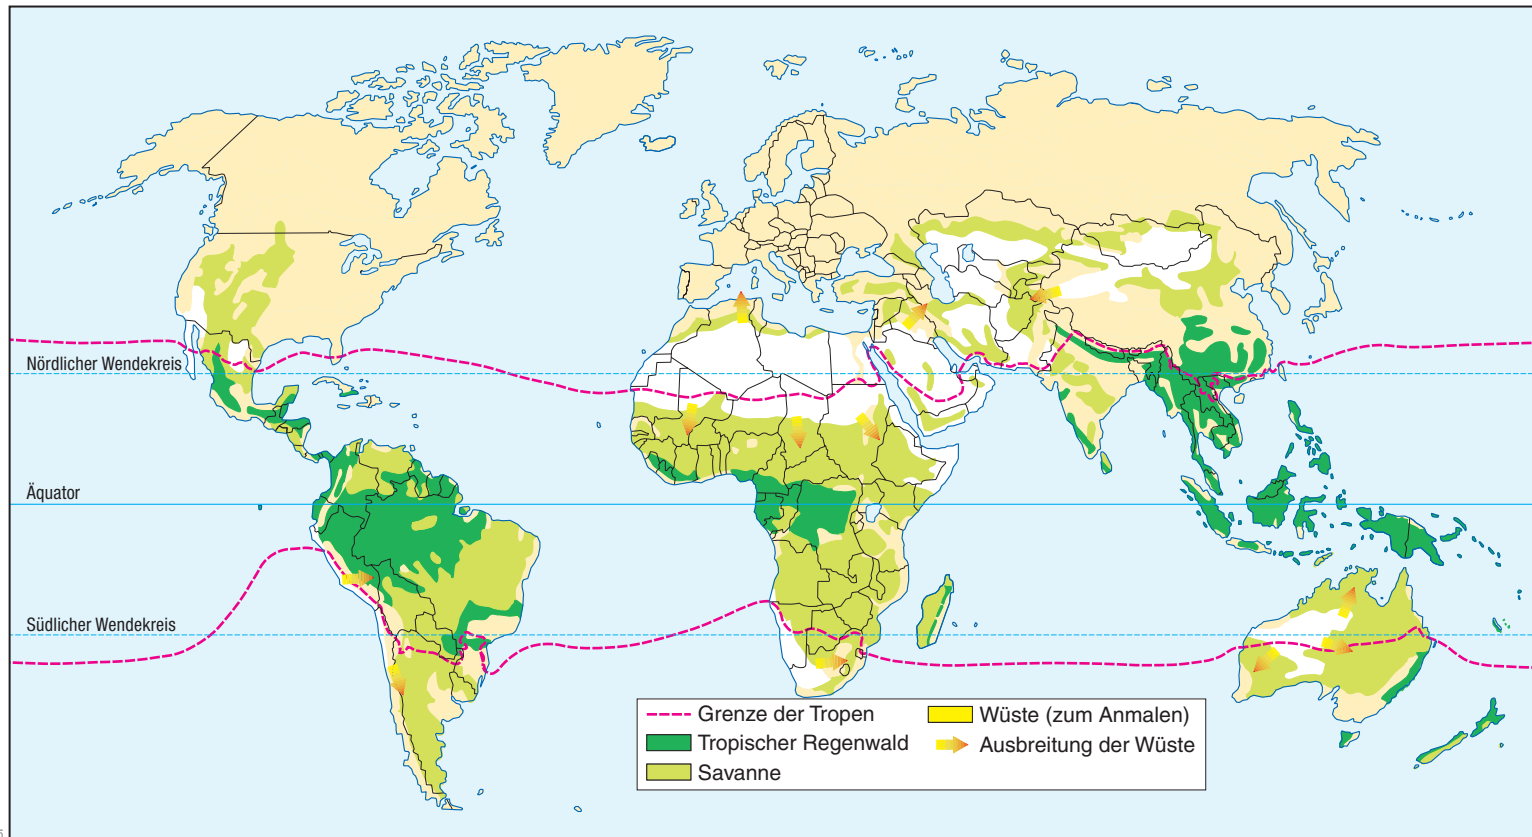 Nördlicher Wendekreis
Äquator
Südlicher Wendekreis
Grenze der Tropen
Tropischer Regenwald
Savanne
Wüste (zum Anmalen)
Ausbreitung der Wüste